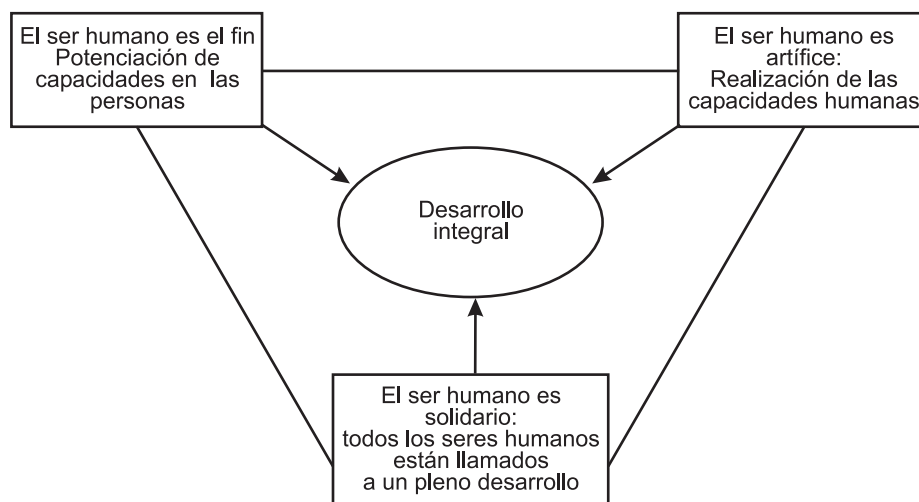 El ser humano es el fin
Potenciación de
capacidades en las
personas
El ser humano es
artífice:
Realización de las
capacidades humanas
Desarrollo
integral
El ser humano es
solidario:
todos los seres humanos
están llamados
a un pleno desarrollo